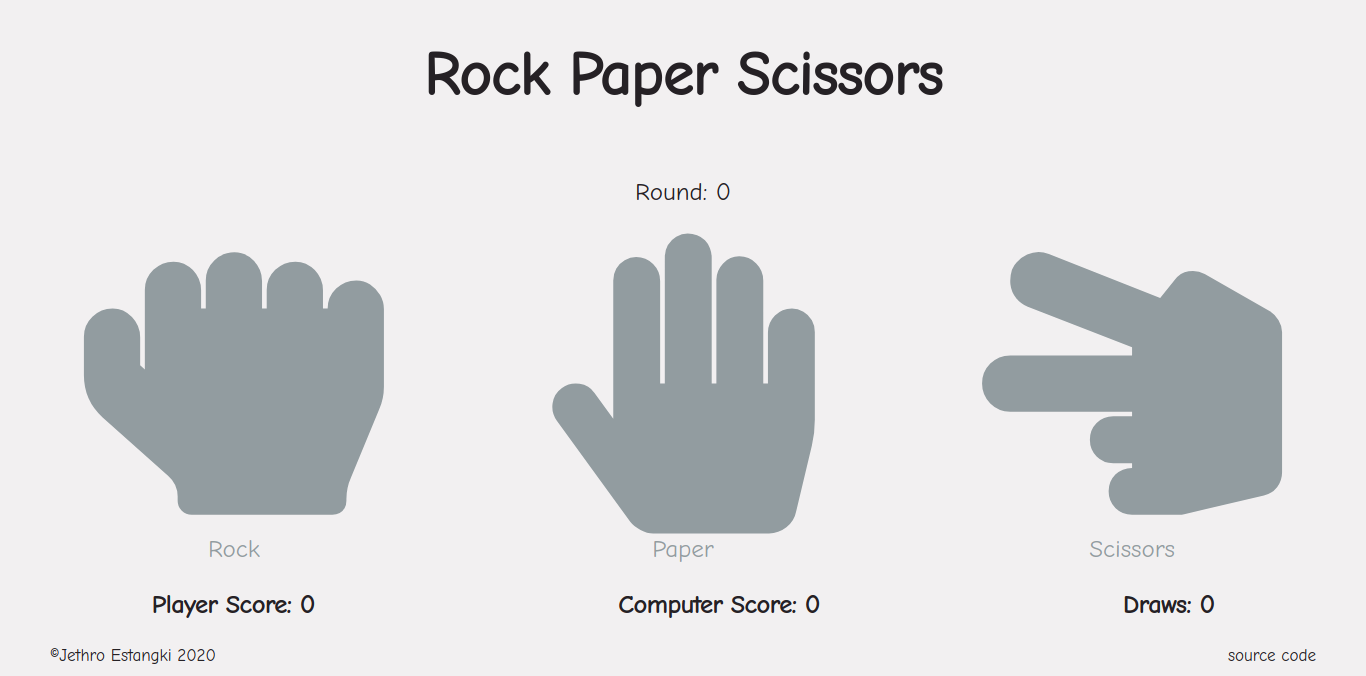 Rock Paper Scissors
Round: 0
Rock
Paper
Scissors
Player Score: 0
Computer Score: 0
Draws: 0
©Jethro Estangki 2020
source code